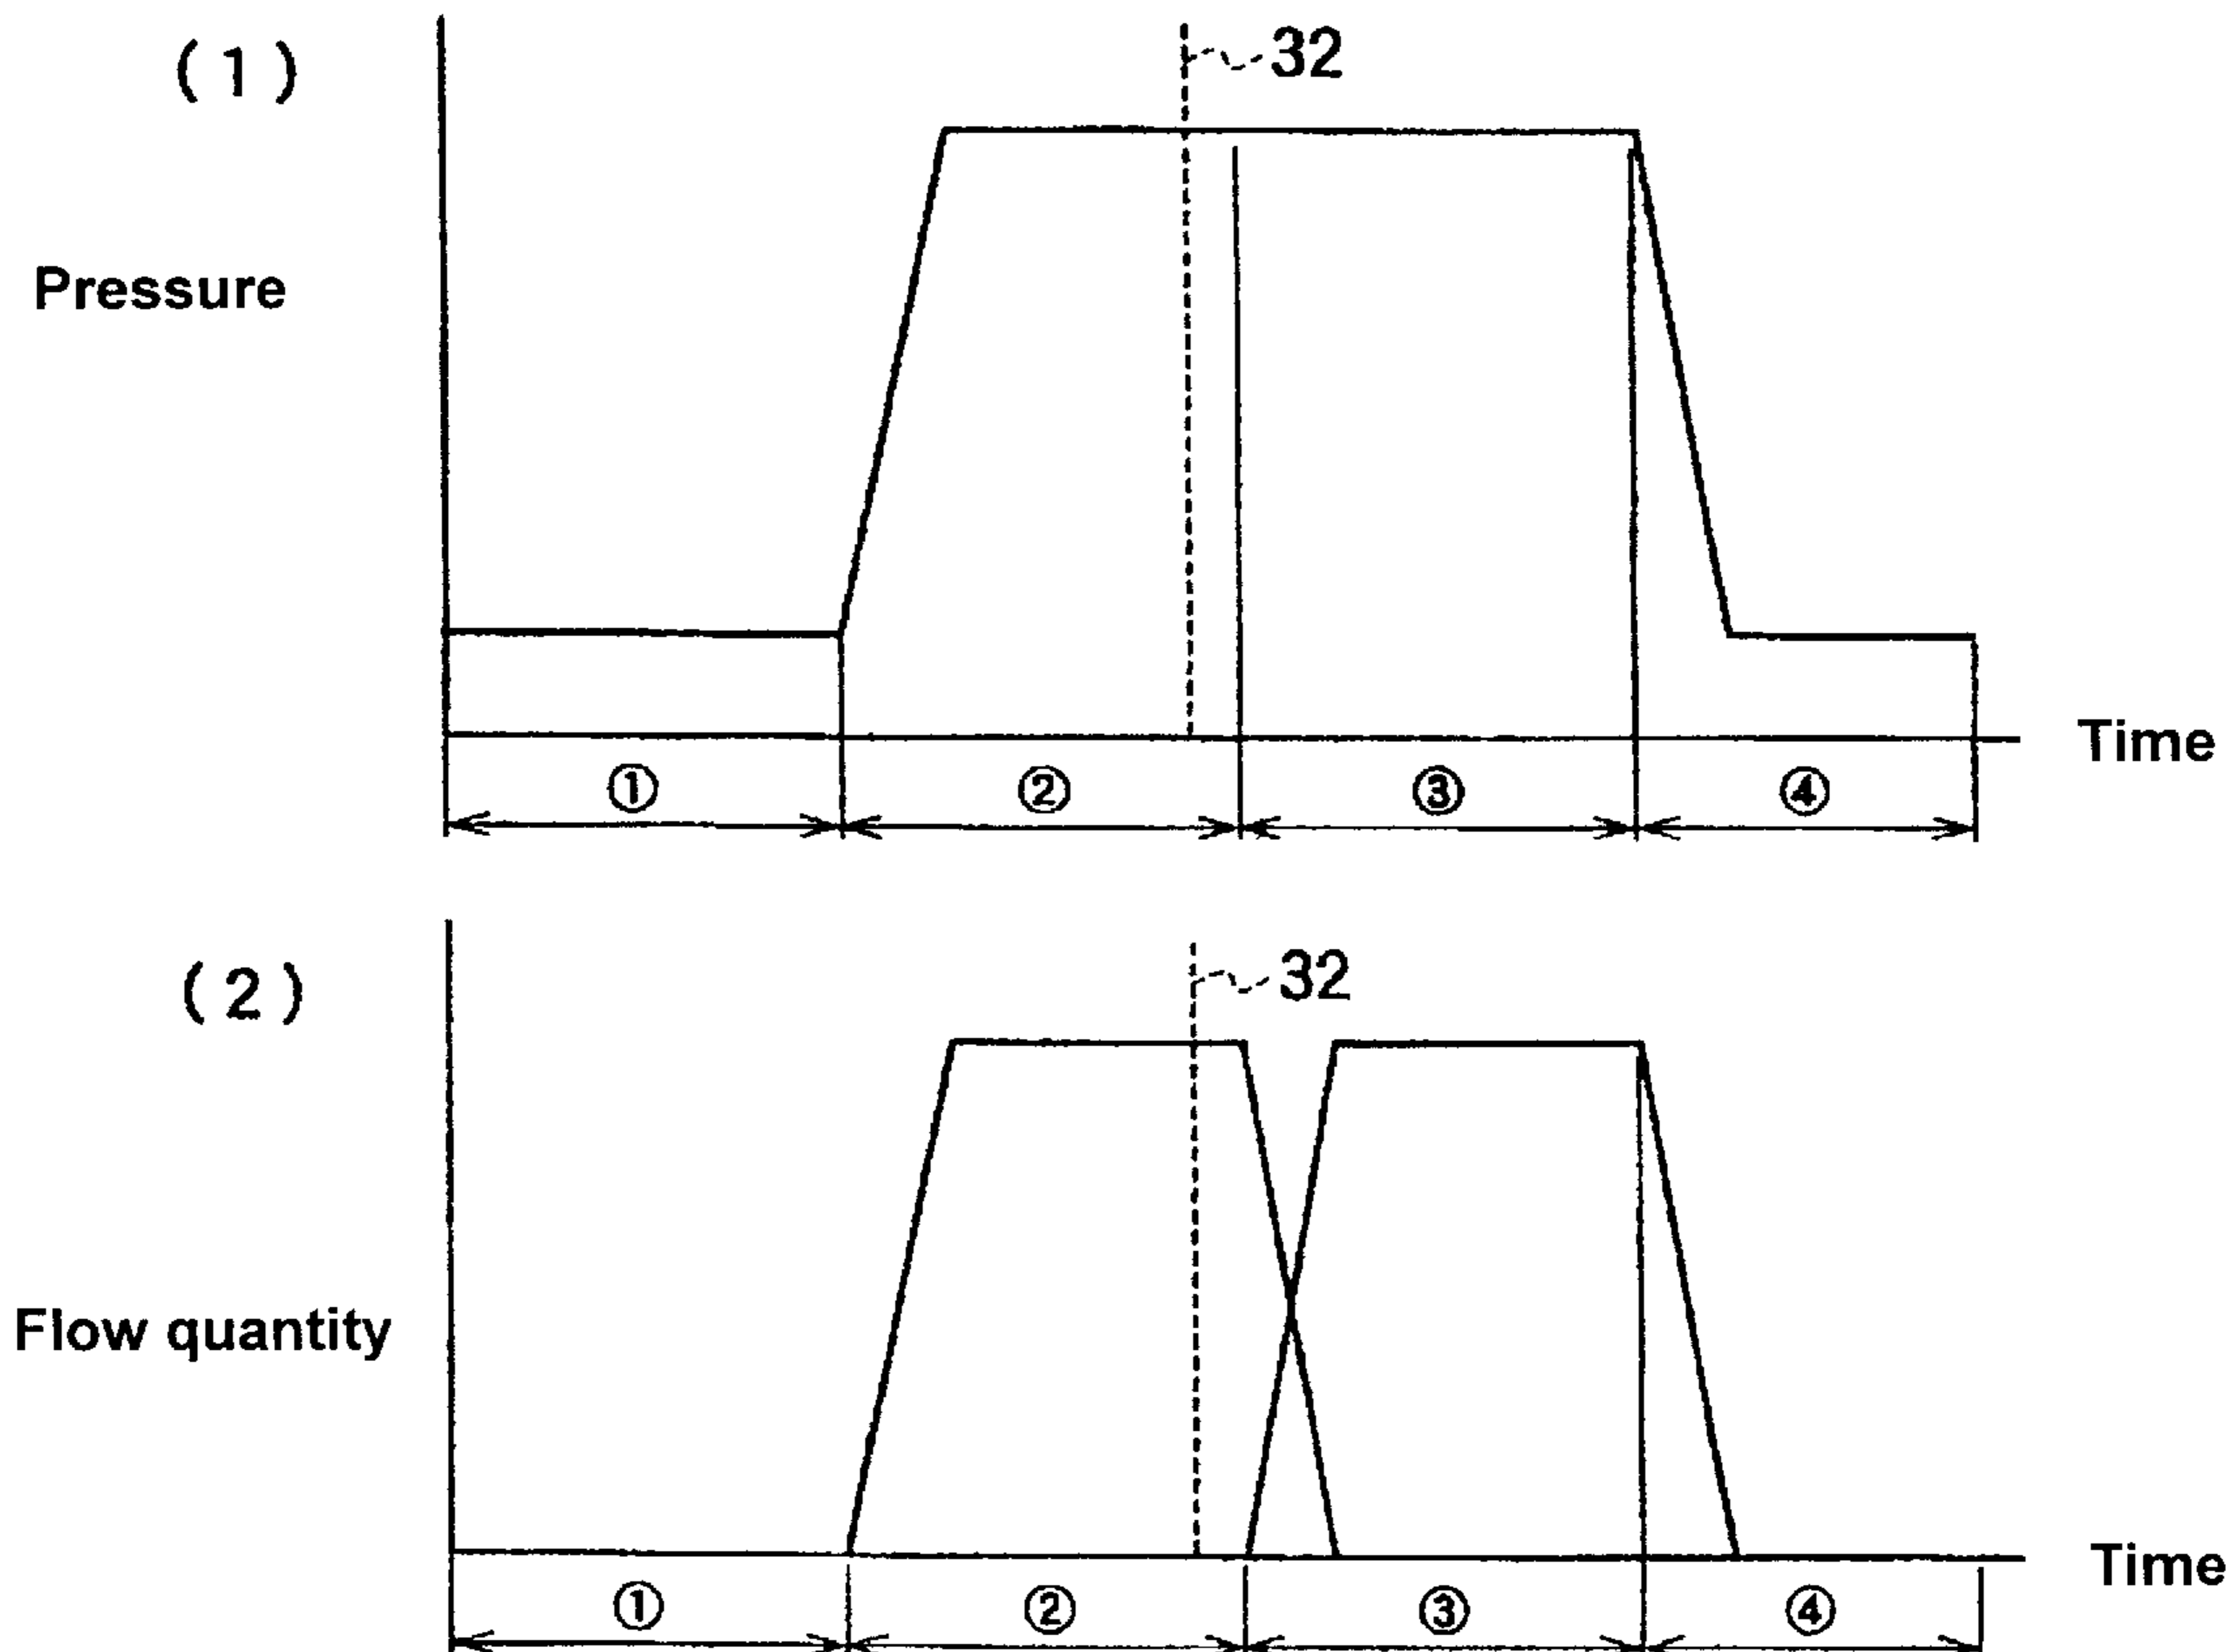 (1)
32
Pressure
Time
① ② ③ ④
(2)
32
Flow quantity
Time
① ② ③ ④